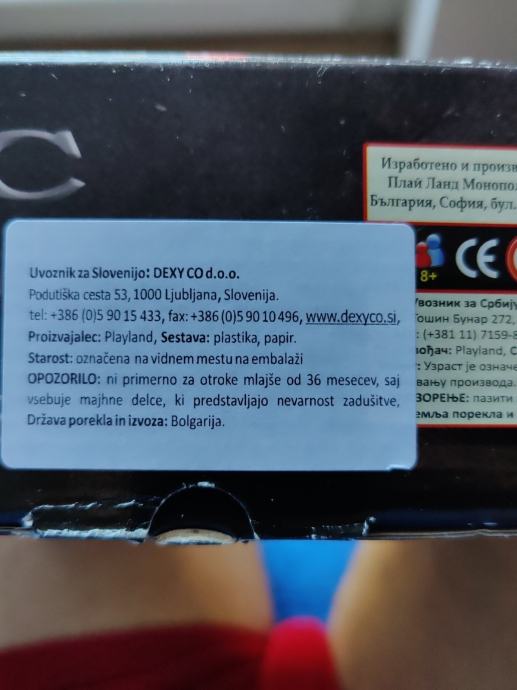 C
Изработено и произв
Плай Ланд Монопол
България, София, бул.
8+
CE
Uvoznik za Slovenijo: DEXY CO d.o.o.
Podutiška cesta 53, 1000 Ljubljana, Slovenija.
tel: +386 (0)5 90 15 433, fax: +386 (0)5 90 10 496, www.dexyco.si,
Proizvajalec: Playland, Sestava: plastika, papir.
Starost: označena na vidnem mestu na embalaži
OPOZORILO: ni primerno za otroke mlajše od 36 mesecev, saj
vsebuje majhne delce, ki predstavljajo nevarnost zadušitve,
Država porekla in izvoza: Bolgarija.
Увозник за Србију
ошин Бунар 272,
: (+381 11) 7159-8
ођач: Playland, С
: Узраст је означе
вању производа.
ЗОРЕЊЕ: пазити
емља порекла и